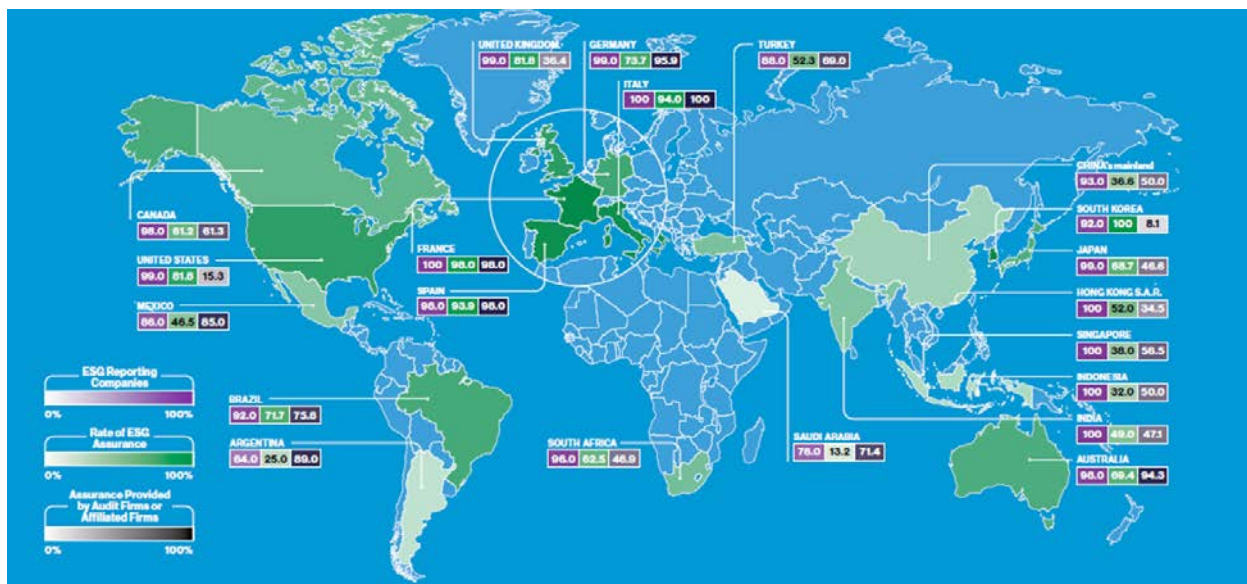 UNITED KINGDOM
99.0 81.8 36.4
GERMANY
99.0 73.7 95.9
TURKEY
88.0 52.3 69.0
ITALY
100 94.0 100
CHINA's mainland
93.0 36.6 50.0
SOUTH KOREA
92.0 100 8.1
JAPAN
99.0 68.7 46.6
HONG KONG S.A.R.
100 52.0 34.5
SINGAPORE
100 38.0 56.5
INDONESIA
100 32.0 50.0
INDIA
100 49.0 47.1
AUSTRALIA
98.0 69.4 94.3
CANADA
98.0 61.2 61.3
UNITED STATES
99.0 81.8 15.3
MEXICO
86.0 46.5 85.0
FRANCE
100 98.0 98.0
SPAIN
98.0 93.9 98.0
BRAZIL
92.0 71.7 75.8
ARGENTINA
64.0 25.0 89.0
SOUTH AFRICA
96.0 62.5 46.9
SAUDI ARABIA
76.0 13.2 71.4
ESG Reporting
Companies
0% 100%
Rate of ESG
Assurance
0% 100%
Assurance Provided
by Audit Firms or
Affiliated Firms
0% 100%